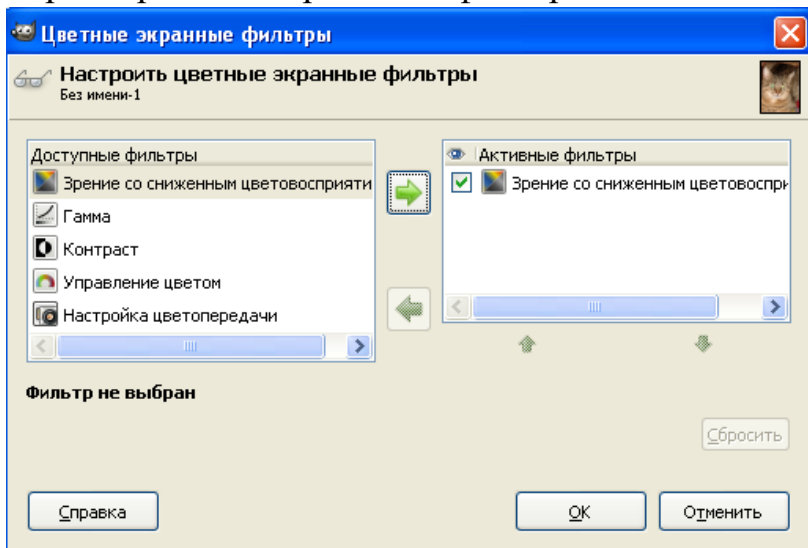 Цветные экранные фильтры
Настроить цветные экранные фильтры
Без имени-1
Доступные фильтры
Зрение со сниженным цветовосприяти
Гамма
Контраст
Управление цветом
Настройка цветопередачи
Активные фильтры
Зрение со сниженным цветовоспри
Фильтр не выбран
Сбросить
Справка
OK
Отменить